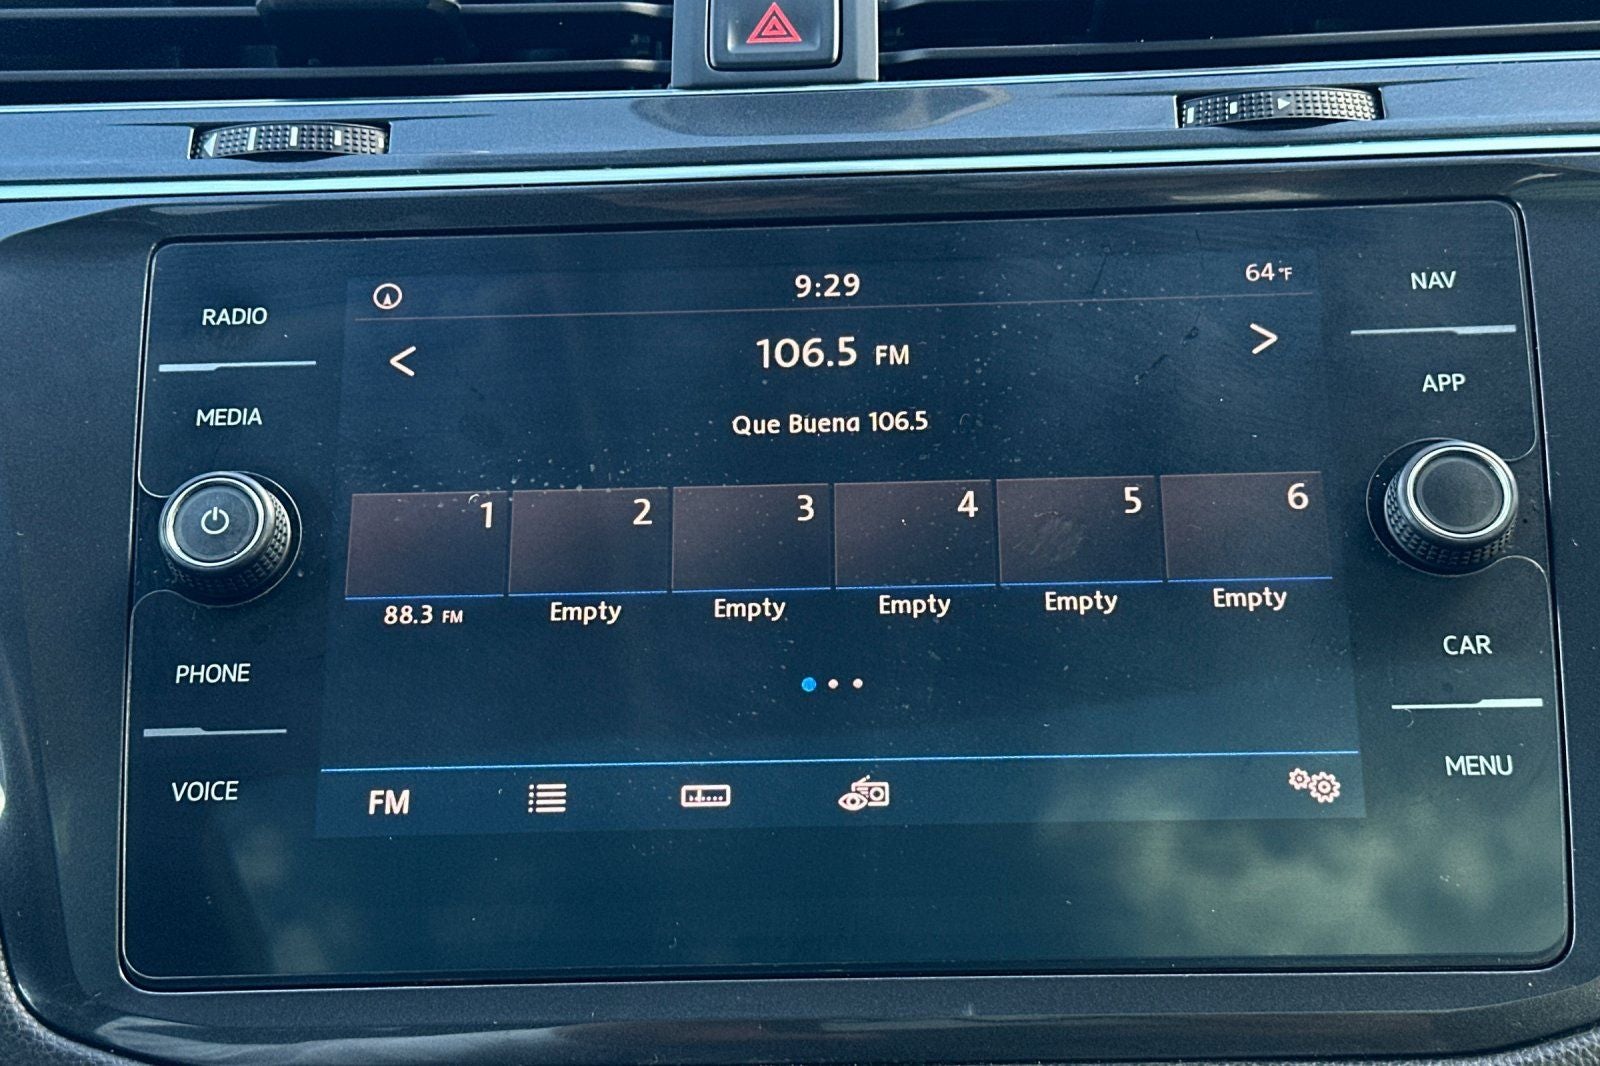 9:29
64°F
NAV
RADIO
106.5 FM
APP
MEDIA
Que Buena 106.5
1
2
3
4
5
6
88.3 FM
Empty
Empty
Empty
Empty
Empty
PHONE
CAR
VOICE
MENU
FM